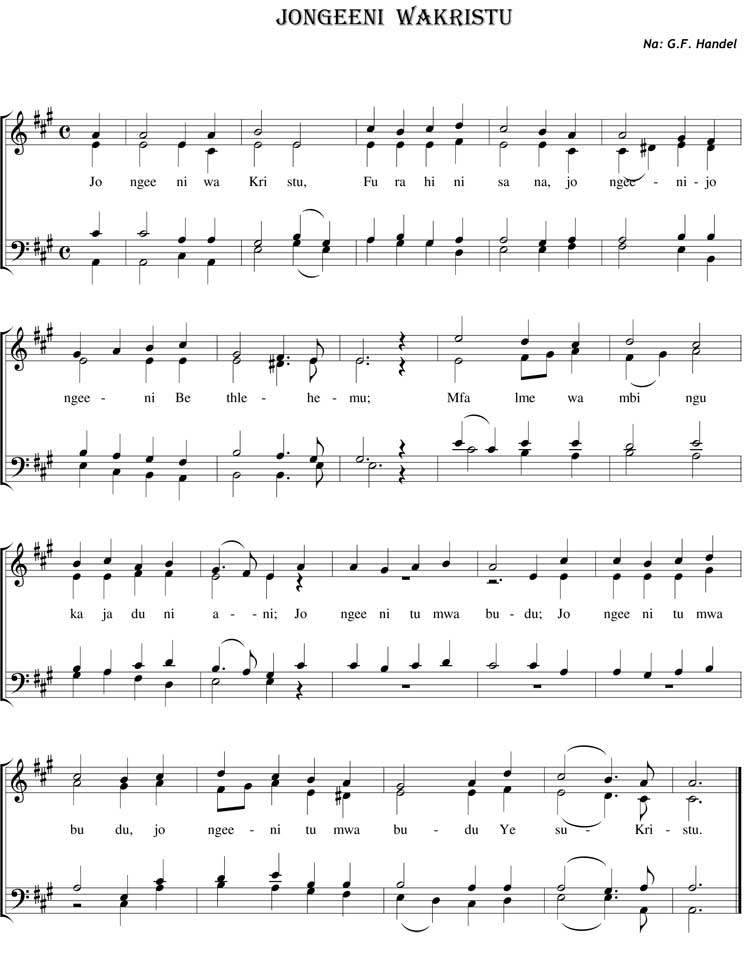 JONGEENI WAKRISTU
Na: G.F. Handel
Jo ngee ni wa Kri stu, Fu ra hi ni sa na, jo ngee - ni - jo
ngee - ni Be thle - he - mu; Mfa lme wa mbi ngu
ka ja du ni a - - ni; Jo ngee ni tu mwa bu - du; Jo ngee ni tu mwa
bu du, jo ngee - ni tu mwa bu - du Ye su - Kri - stu.